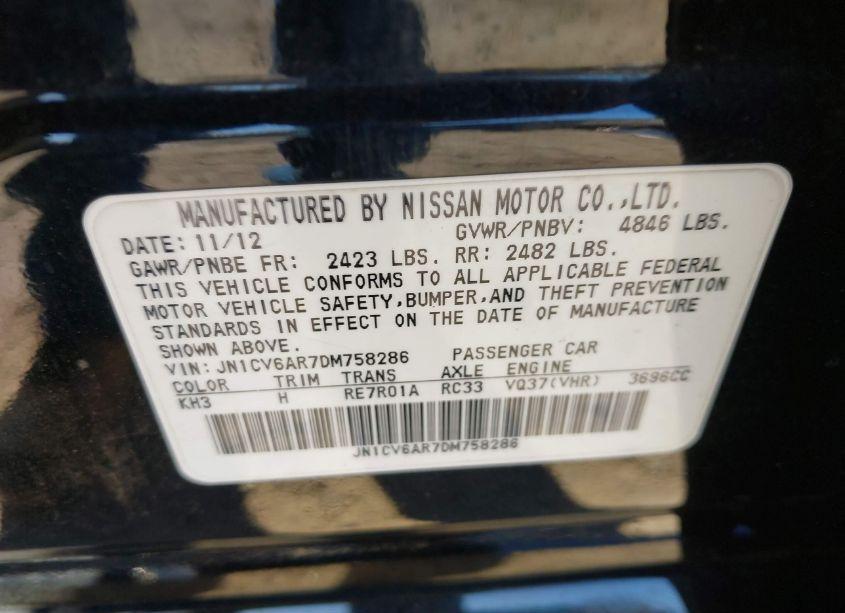 MANUFACTURED BY NISSAN MOTOR CO.,LTD.
DATE: 11/12 GVWR/PNBV: 4846 LBS.
GAWR/PNBE FR: 2423 LBS. RR: 2482 LBS.
THIS VEHICLE CONFORMS TO ALL APPLICABLE FEDERAL
MOTOR VEHICLE SAFETY,BUMPER,AND THEFT PREVENTION
STANDARDS IN EFFECT ON THE DATE OF MANUFACTURE
SHOWN ABOVE.
VIN: JN1CV6AR7DM758286 PASSENGER CAR
COLOR TRIM TRANS AXLE ENGINE
KH3 H RE7R01A RC33 VQ37(VHR) 3696CC
JN1CV6AR7DM758286